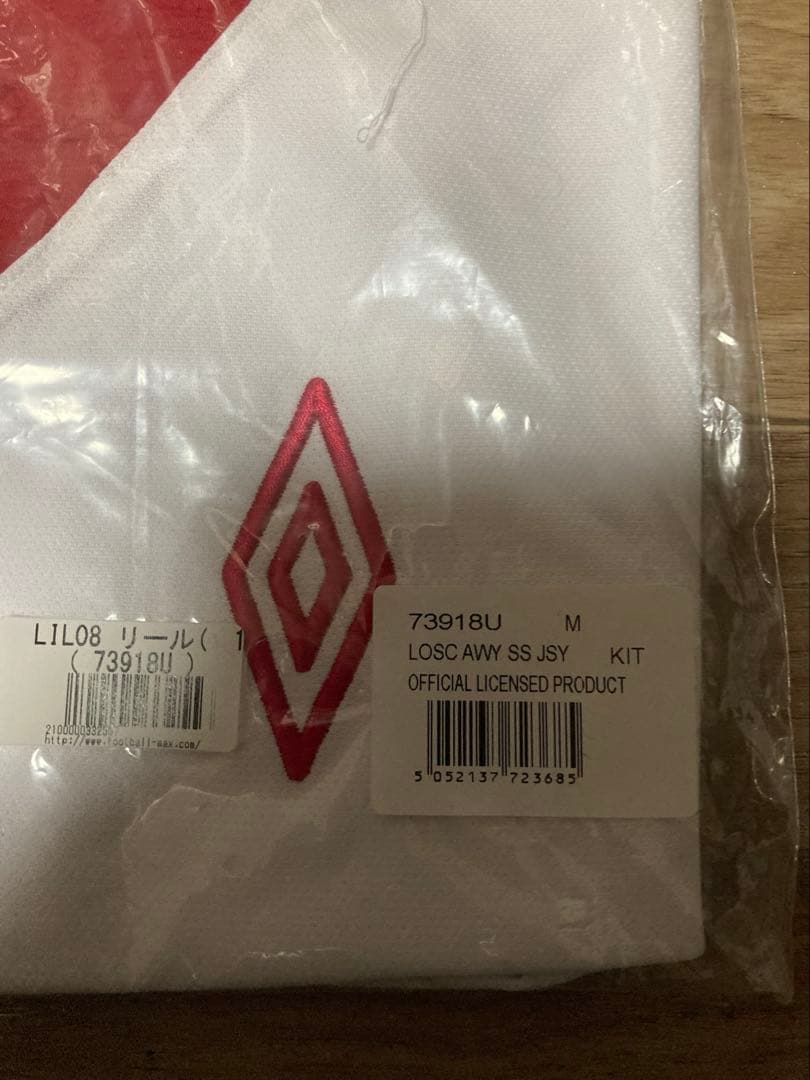 LIL08 リール( 1
( 73918U )
http://www.football-max.com/
73918U M
LOSC AWY SS JSY KIT
OFFICIAL LICENSED PRODUCT
5 052137 723685